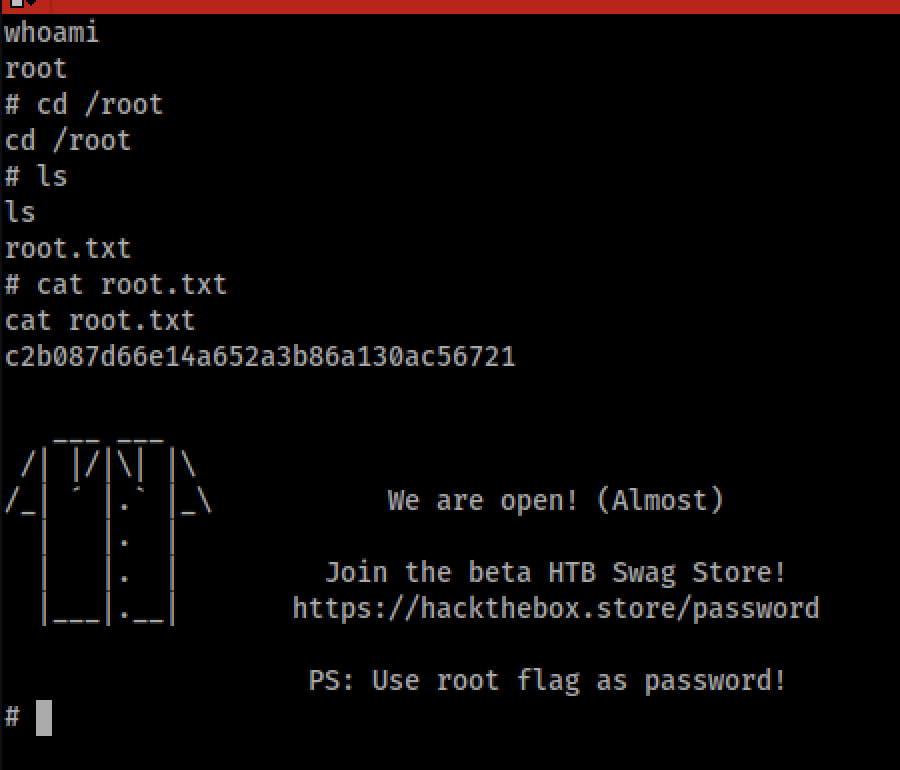 whoami
root
# cd /root
cd /root
# ls
ls
root.txt
# cat root.txt
cat root.txt
c2b087d66e14a652a3b86a130ac56721
We are open! (Almost)
Join the beta HTB Swag Store!
https://hackthebox.store/password
PS: Use root flag as password!
#